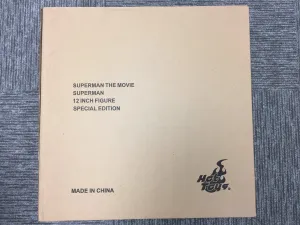 SUPERMAN THE MOVIE
SUPERMAN
12 INCH FIGURE
SPECIAL EDITION
MADE IN CHINA
HOT
TOYS